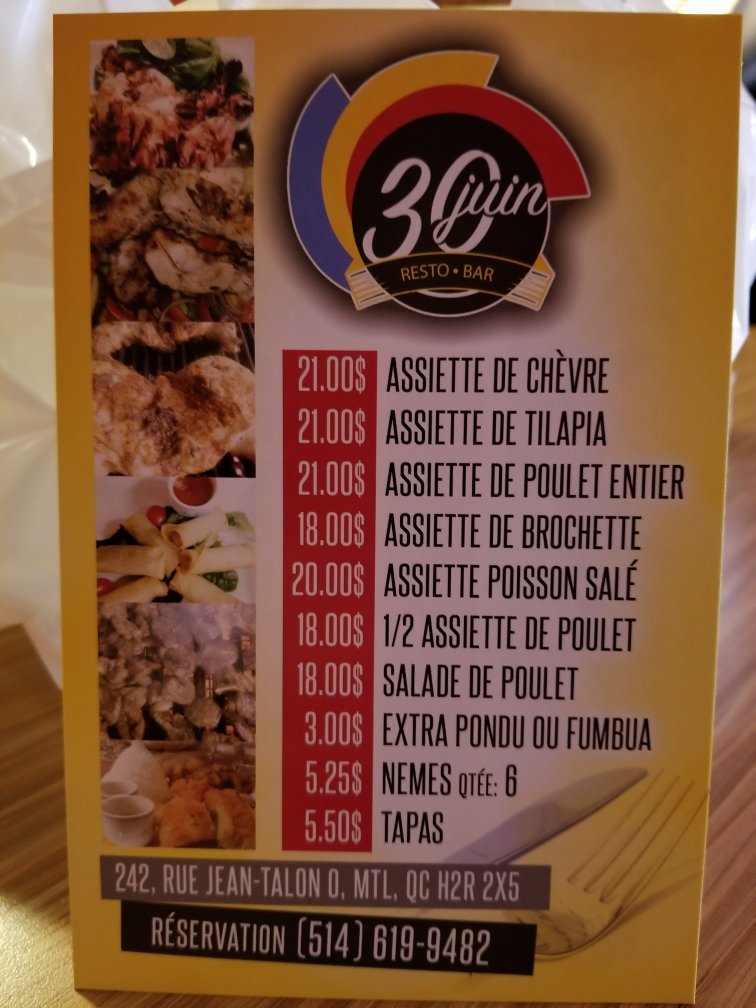 30 juin
RESTO • BAR
21.00$ ASSIETTE DE CHÈVRE
21.00$ ASSIETTE DE TILAPIA
21.00$ ASSIETTE DE POULET ENTIER
18.00$ ASSIETTE DE BROCHETTE
20.00$ ASSIETTE POISSON SALÉ
18.00$ 1/2 ASSIETTE DE POULET
18.00$ SALADE DE POULET
3.00$ EXTRA PONDU OU FUMBUA
5.25$ NEMES QTÉE: 6
5.50$ TAPAS
242, RUE JEAN-TALON O, MTL, QC H2R 2X5
RÉSERVATION (514) 619-9482